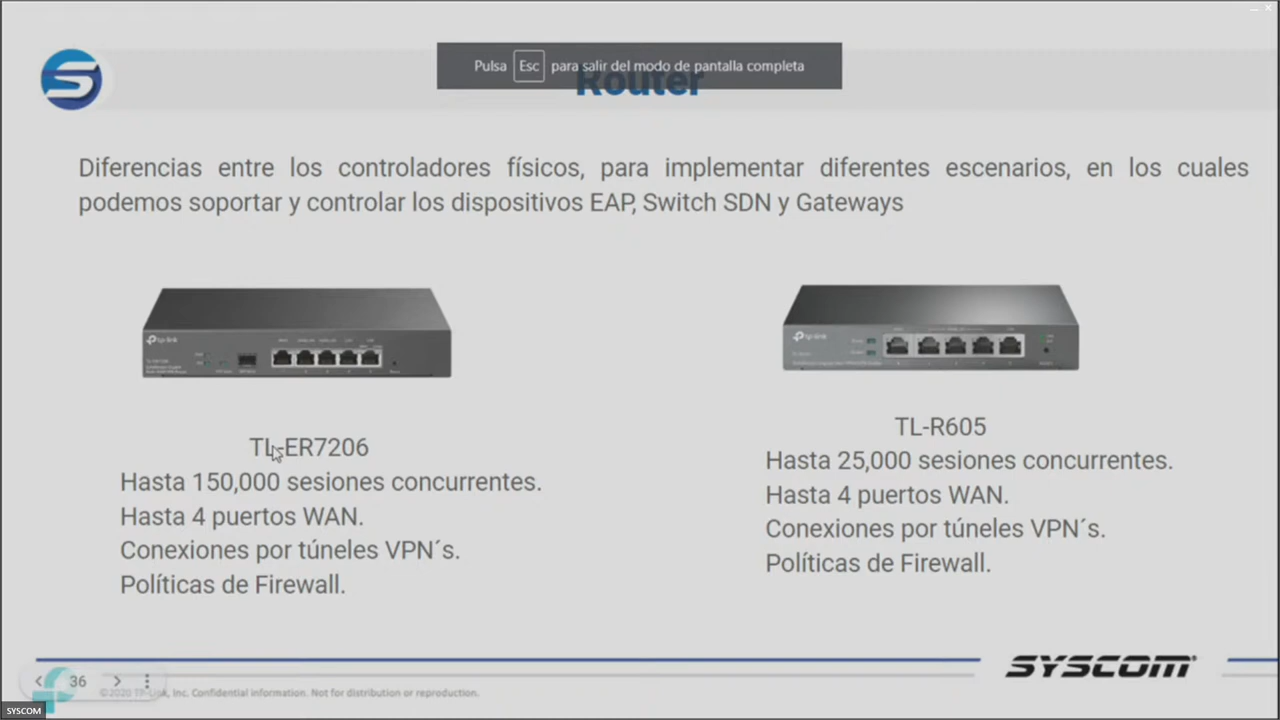 Pulsa Esc para salir del modo de pantalla completa
Router
Diferencias entre los controladores físicos, para implementar diferentes escenarios, en los cuales
podemos soportar y controlar los dispositivos EAP, Switch SDN y Gateways
tp-link
tp-link
TL-ER7206
Hasta 150,000 sesiones concurrentes.
Hasta 4 puertos WAN.
Conexiones por túneles VPN´s.
Políticas de Firewall.
TL-R605
Hasta 25,000 sesiones concurrentes.
Hasta 4 puertos WAN.
Conexiones por túneles VPN´s.
Políticas de Firewall.
SYSCOM
36
©2020 TP-Link, Inc. Confidential information. Not for distribution or reproduction.
SYSCOM